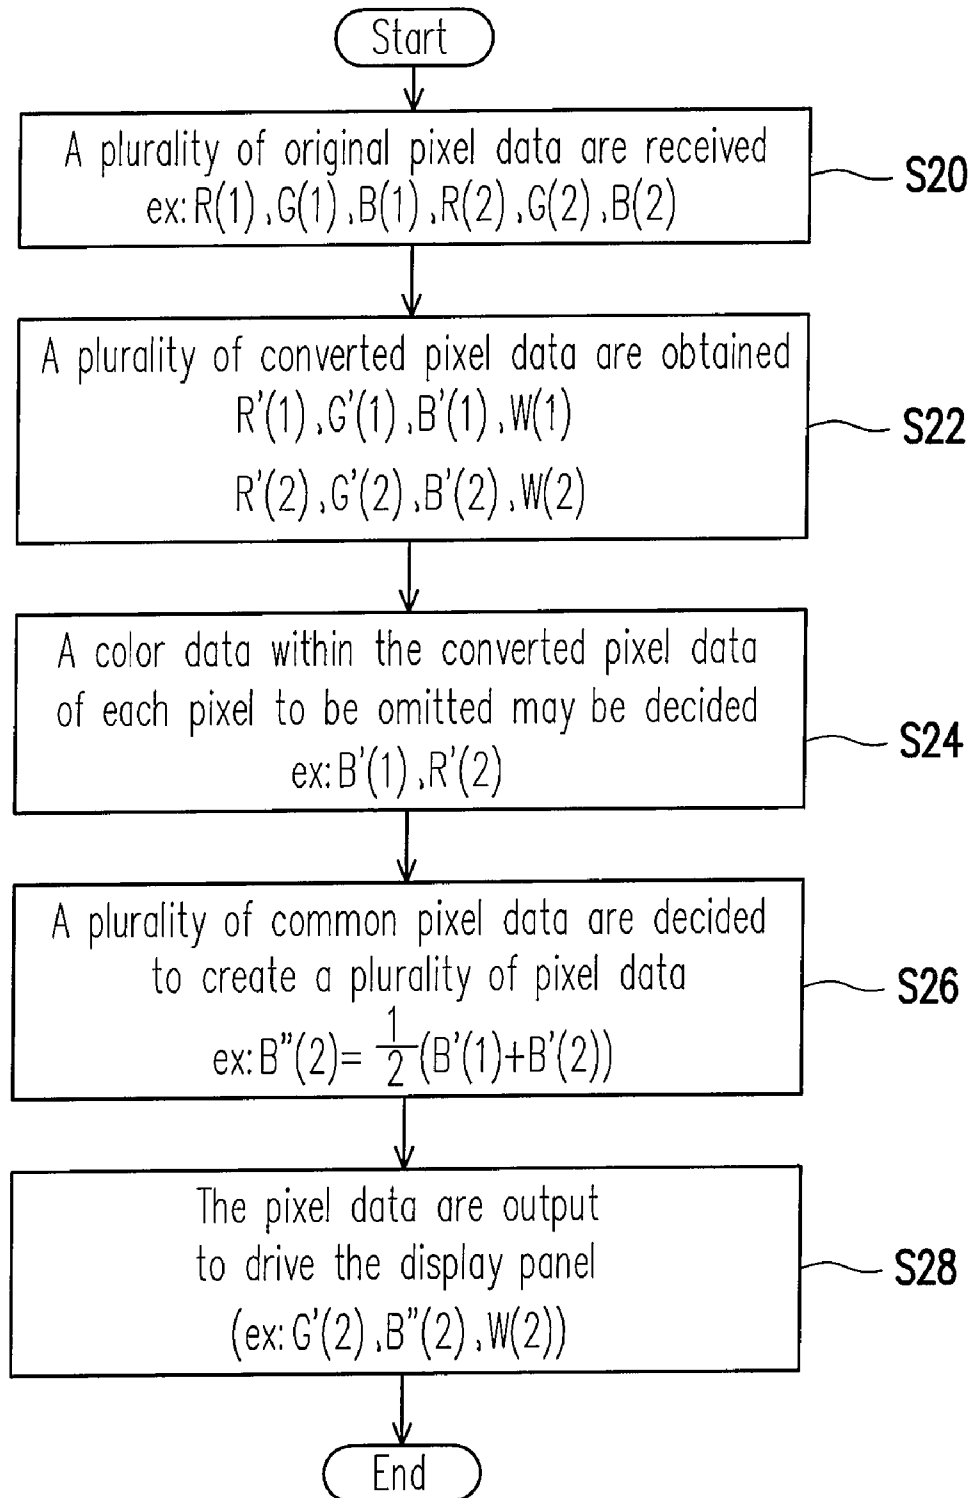 Start
A plurality of original pixel data are received
ex: R(1) ,G(1) ,B(1) ,R(2) ,G(2) ,B(2)
S20
A plurality of converted pixel data are obtained
R'(1) ,G'(1) ,B'(1) ,W(1)
R'(2) ,G'(2) ,B'(2) ,W(2)
S22
A color data within the converted pixel data
of each pixel to be omitted may be decided
ex: B'(1) ,R'(2)
S24
A plurality of common pixel data are decided
to create a plurality of pixel data
ex: B"(2)= 1/2 (B'(1)+B'(2))
S26
The pixel data are output
to drive the display panel
(ex: G'(2) ,B"(2) ,W(2))
S28
End